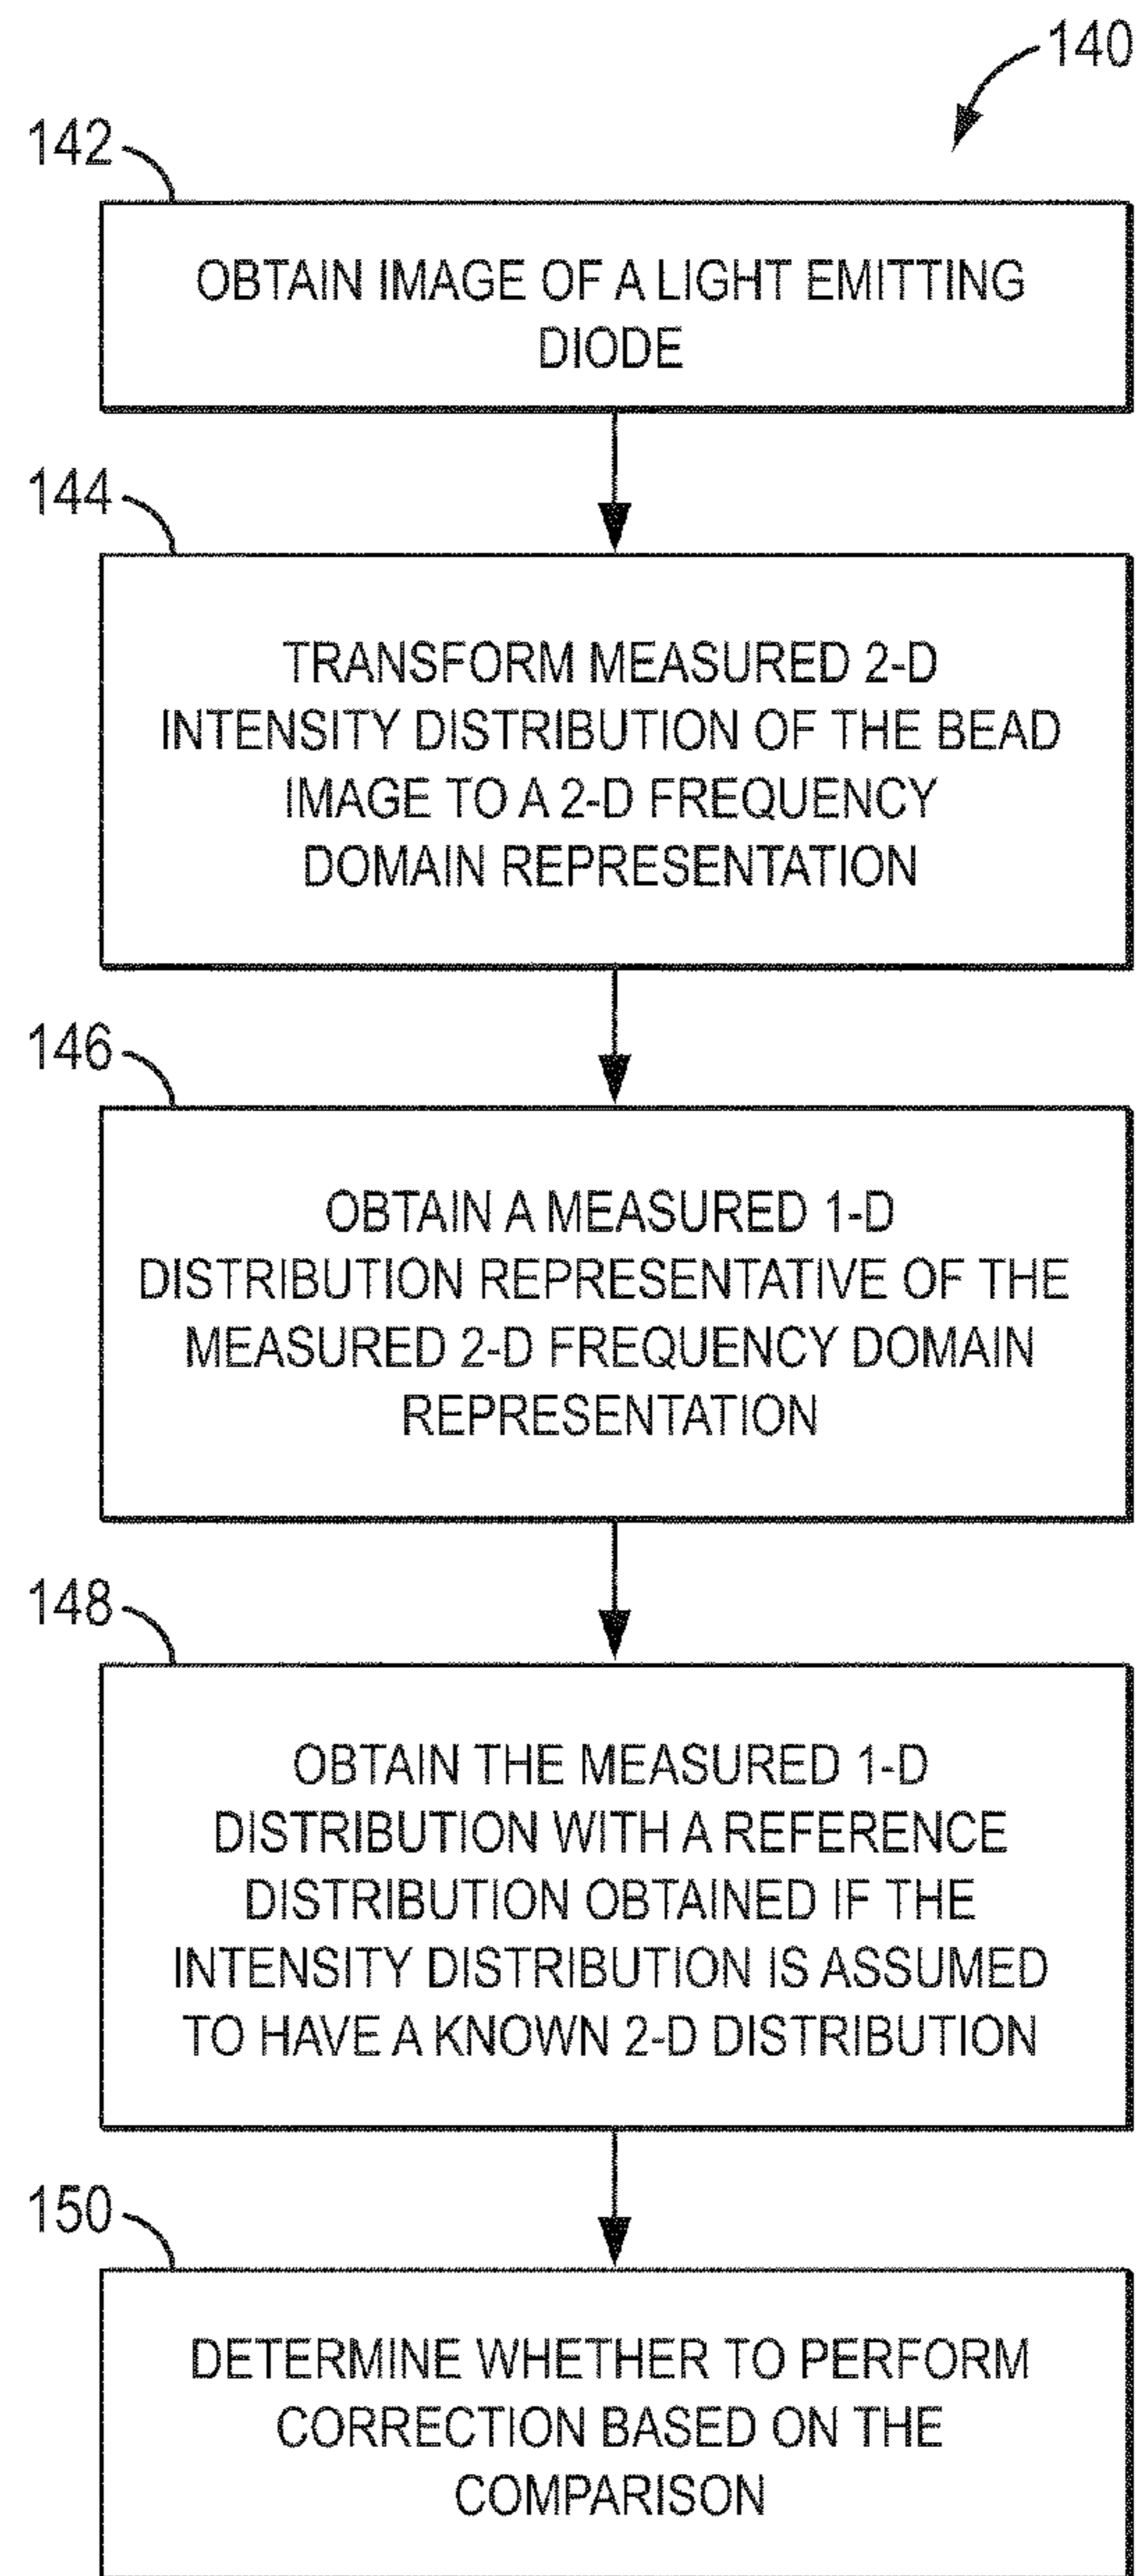 140
142
OBTAIN IMAGE OF A LIGHT EMITTING
DIODE
144
TRANSFORM MEASURED 2-D
INTENSITY DISTRIBUTION OF THE BEAD
IMAGE TO A 2-D FREQUENCY
DOMAIN REPRESENTATION
146
OBTAIN A MEASURED 1-D
DISTRIBUTION REPRESENTATIVE OF THE
MEASURED 2-D FREQUENCY DOMAIN
REPRESENTATION
148
OBTAIN THE MEASURED 1-D
DISTRIBUTION WITH A REFERENCE
DISTRIBUTION OBTAINED IF THE
INTENSITY DISTRIBUTION IS ASSUMED
TO HAVE A KNOWN 2-D DISTRIBUTION
150
DETERMINE WHETHER TO PERFORM
CORRECTION BASED ON THE
COMPARISON